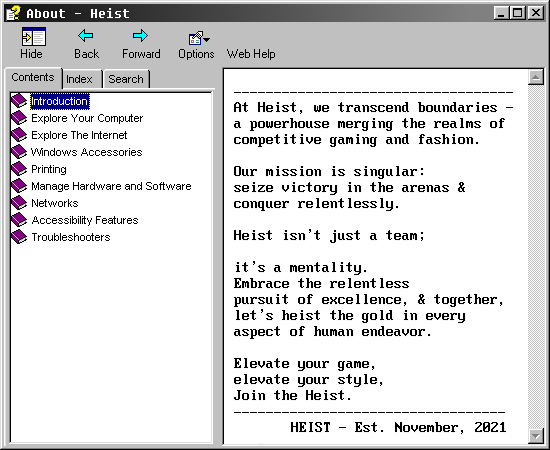 About - Heist
Hide
Back
Forward
Options
Web Help
Contents
Index
Search
Introduction
Explore Your Computer
Explore The Internet
Windows Accessories
Printing
Manage Hardware and Software
Networks
Accessibility Features
Troubleshooters
-----------------------------------
At Heist, we transcend boundaries -
a powerhouse merging the realms of
competitive gaming and fashion.
Our mission is singular:
seize victory in the arenas &
conquer relentlessly.
Heist isn't just a team;
it's a mentality.
Embrace the relentless
pursuit of excellence, & together,
let's heist the gold in every
aspect of human endeavor.
Elevate your game,
elevate your style,
Join the Heist.
----------------------------------
HEIST - Est. November, 2021